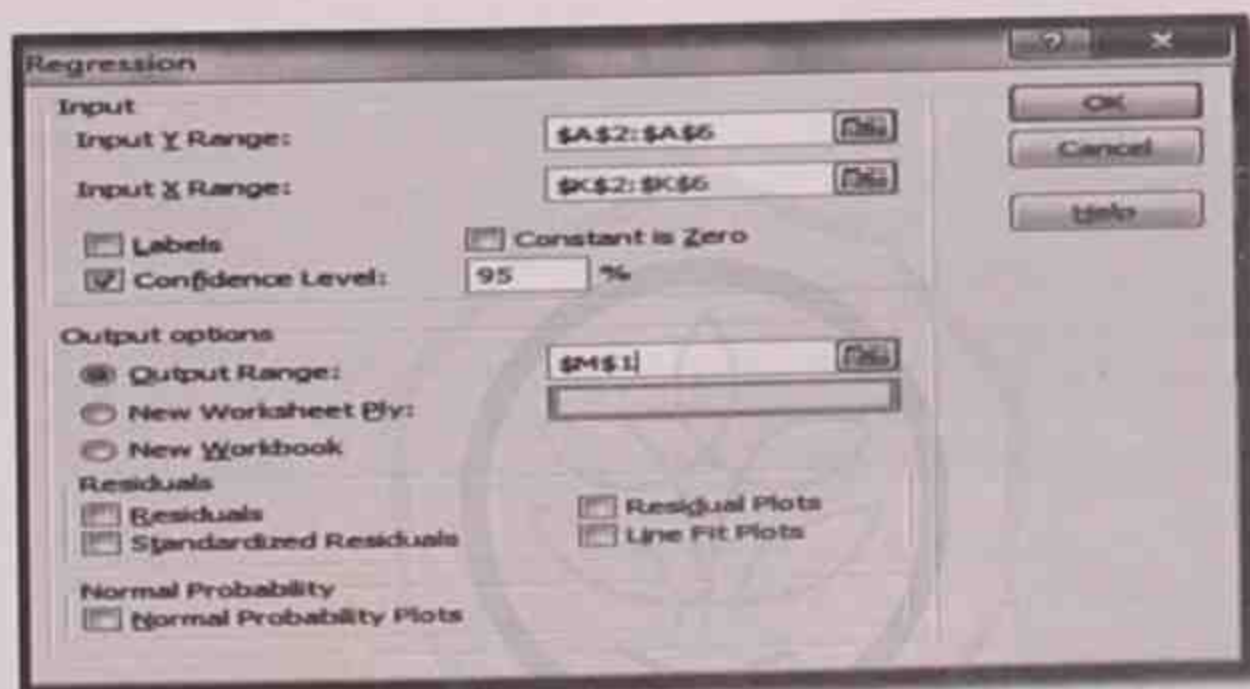 Regression
? X
Input
OK
Input Y Range: $A$2:$A$6
Cancel
Input X Range: $K$2:$K$6
Help
Labels Constant is Zero
Confidence Level: 95 %
Output options
Output Range: $M$1
New Worksheet Ply:
New Workbook
Residuals
Residuals Residual Plots
Standardized Residuals Line Fit Plots
Normal Probability
Normal Probability Plots